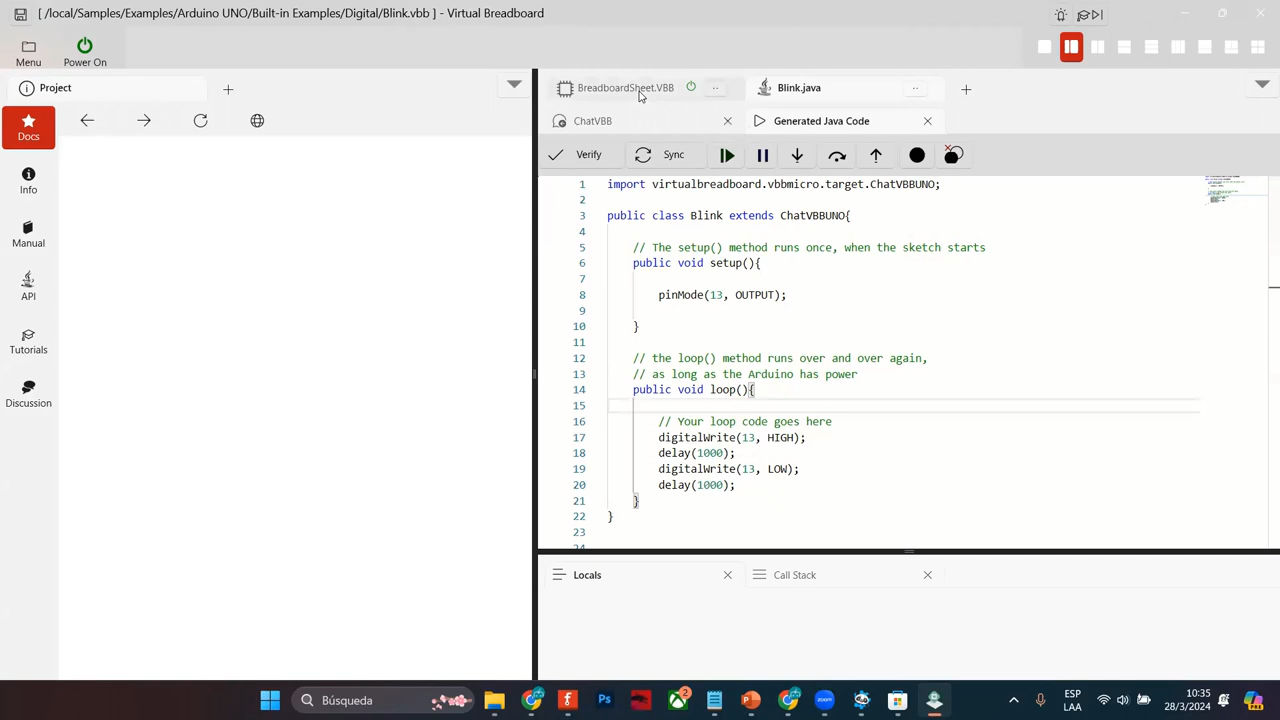 [ /local/Samples/Examples/Arduino UNO/Built-in Examples/Digital/Blink.vbb ] - Virtual Breadboard
Menu
Power On
Project
+
BreadboardSheet.VBB
..
Blink.java
..
+
Docs
ChatVBB
Generated Java Code
Verify
Sync
Info
Manual
API
Tutorials
Discussion
1 import virtualbreadboard.vbbmicro.target.ChatVBBUNO;
2
3 public class Blink extends ChatVBBUNO{
4
5 // The setup() method runs once, when the sketch starts
6 public void setup(){
7
8 pinMode(13, OUTPUT);
9
10 }
11
12 // the loop() method runs over and over again,
13 // as long as the Arduino has power
14 public void loop(){
15
16 // Your loop code goes here
17 digitalWrite(13, HIGH);
18 delay(1000);
19 digitalWrite(13, LOW);
20 delay(1000);
21 }
22 }
23
24
Locals
Call Stack
Búsqueda
2
ESP
LAA
10:35
28/3/2024